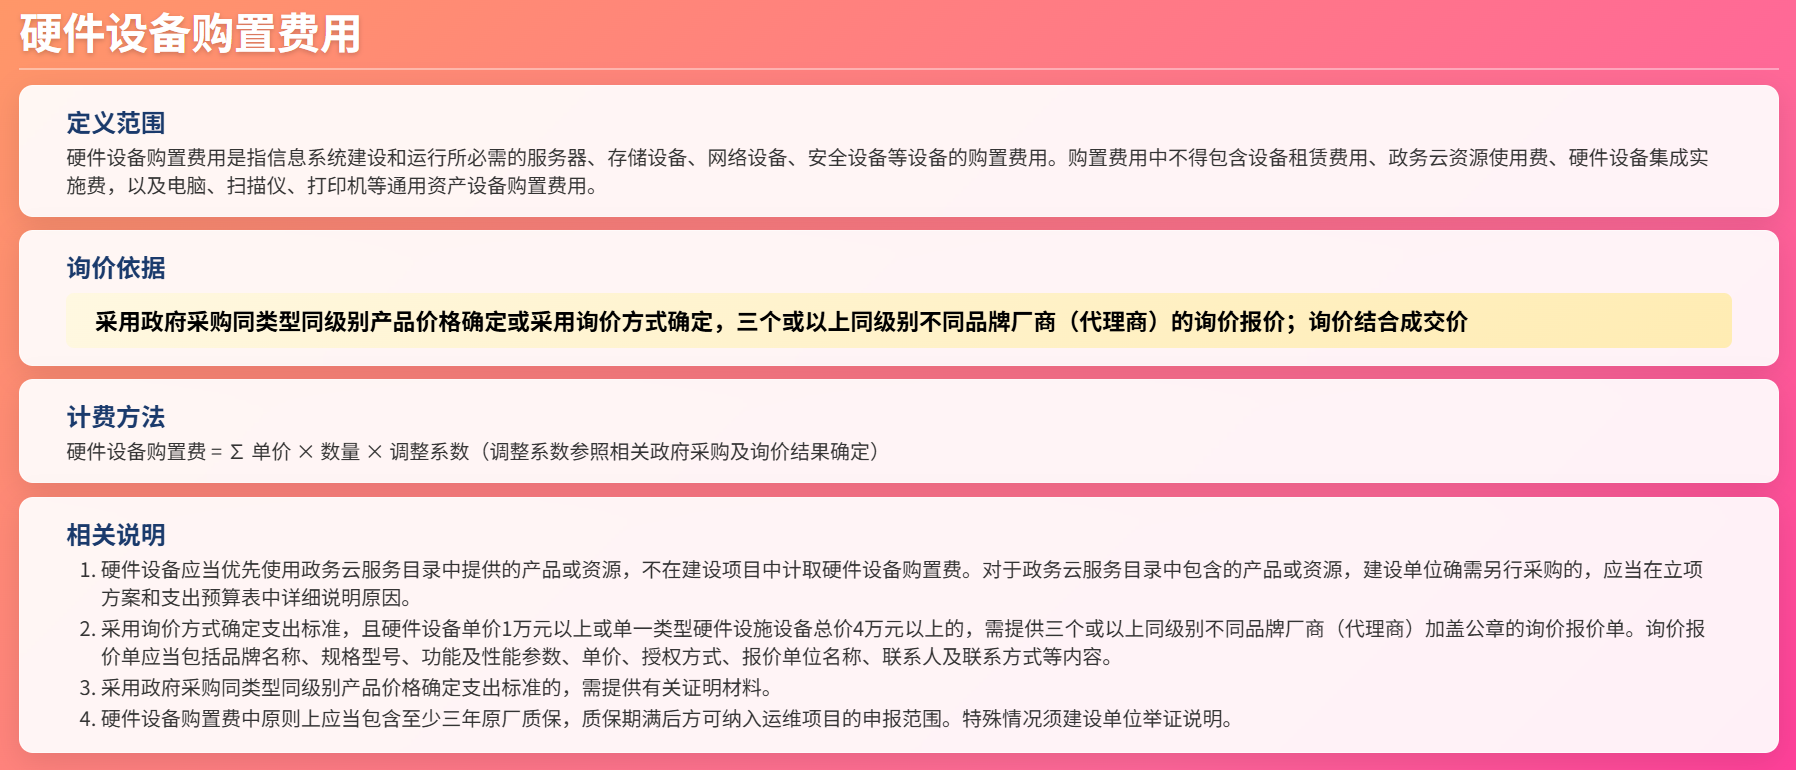 硬件设备购置费用
定义范围
硬件设备购置费用是指信息系统建设和运行所必需的服务器、存储设备、网络设备、安全设备等设备的购置费用。购置费用中不得包含设备租赁费用、政务云资源使用费、硬件设备集成实
施费，以及电脑、扫描仪、打印机等通用资产设备购置费用。
询价依据
采用政府采购同类型同级别产品价格确定或采用询价方式确定，三个或以上同级别不同品牌厂商（代理商）的询价报价；询价结合成交价
计费方法
硬件设备购置费 = Σ 单价 × 数量 × 调整系数（调整系数参照相关政府采购及询价结果确定）
相关说明
1. 硬件设备应当优先使用政务云服务目录中提供的产品或资源，不在建设项目中计取硬件设备购置费。对于政务云服务目录中包含的产品或资源，建设单位确需另行采购的，应当在立项
方案和支出预算表中详细说明原因。
2. 采用询价方式确定支出标准，且硬件设备单价1万元以上或单一类型硬件设施设备总价4万元以上的，需提供三个或以上同级别不同品牌厂商（代理商）加盖公章的询价报价单。询价报
价单应当包括品牌名称、规格型号、功能及性能参数、单价、授权方式、报价单位名称、联系人及联系方式等内容。
3. 采用政府采购同类型同级别产品价格确定支出标准的，需提供有关证明材料。
4. 硬件设备购置费中原则上应当包含至少三年原厂质保，质保期满后方可纳入运维项目的申报范围。特殊情况须建设单位举证说明。